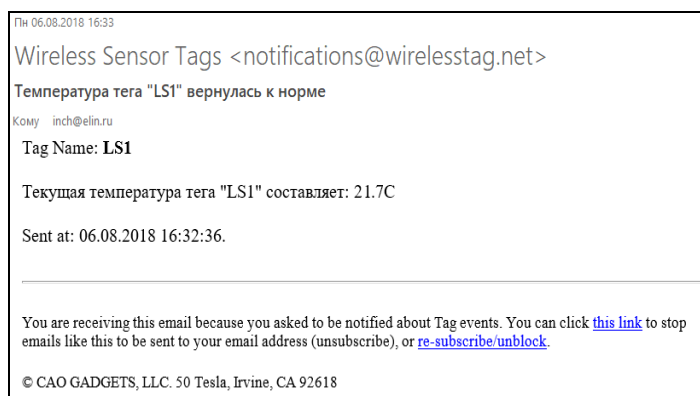 Пн 06.08.2018 16:33
Wireless Sensor Tags <notifications@wirelesstag.net>
Температура тега "LS1" вернулась к норме
Кому inch@elin.ru
Tag Name: LS1
Текущая температура тега "LS1" составляет: 21.7C
Sent at: 06.08.2018 16:32:36.
You are receiving this email because you asked to be notified about Tag events. You can click this link to stop
emails like this to be sent to your email address (unsubscribe), or re-subscribe/unblock.
© CAO GADGETS, LLC. 50 Tesla, Irvine, CA 92618